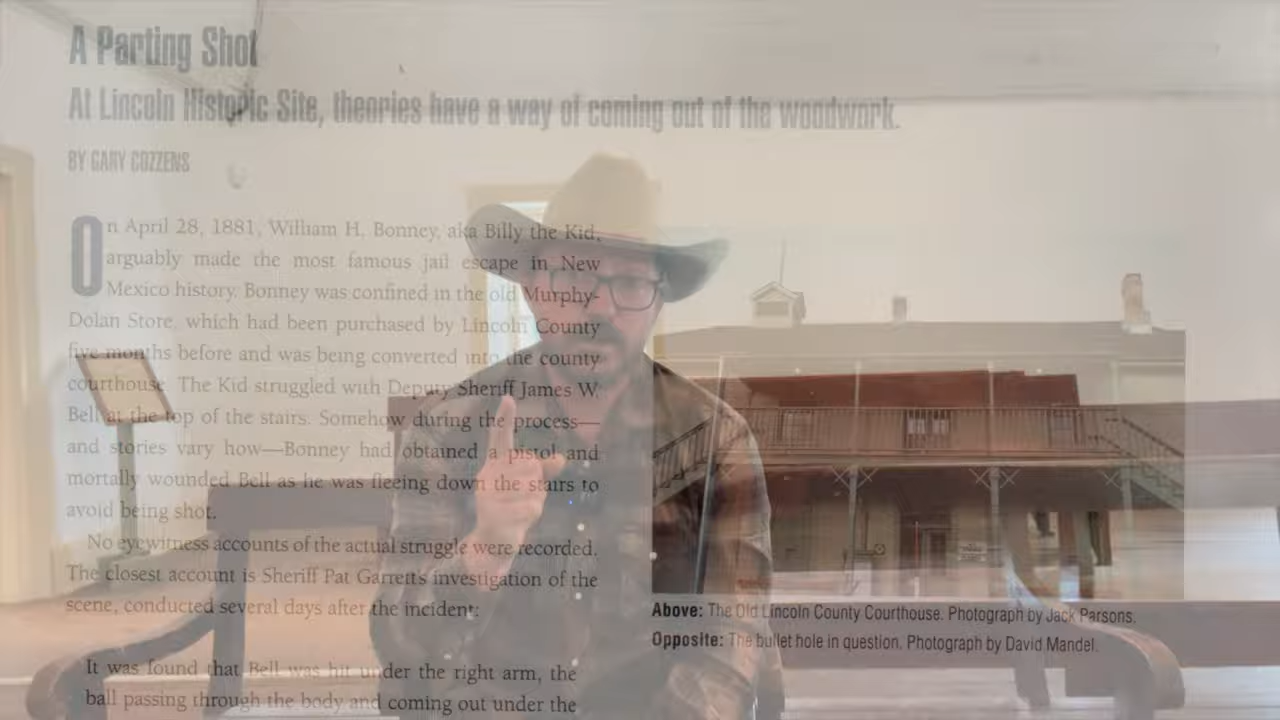 A Parting Shot
At Lincoln Historic Site, theories have a way of coming out of the woodwork.
BY GARY COZZENS
On April 28, 1881, William H. Bonney, aka Billy the Kid,
arguably made the most famous jail escape in New
Mexico history. Bonney was confined in the old Murphy-
Dolan Store, which had been purchased by Lincoln County
five months before and was being converted into the county
courthouse. The Kid struggled with Deputy Sheriff James W.
Bell at the top of the stairs. Somehow during the process—
and stories vary how—Bonney had obtained a pistol and
mortally wounded Bell as he was fleeing down the stairs to
avoid being shot.
No eyewitness accounts of the actual struggle were recorded.
The closest account is Sheriff Pat Garrett's investigation of the
scene, conducted several days after the incident:
It was found that Bell was hit under the right arm, the
ball passing through the body and coming out under the
Above: The Old Lincoln County Courthouse. Photograph by Jack Parsons.
Opposite: The bullet hole in question. Photograph by David Mandel.